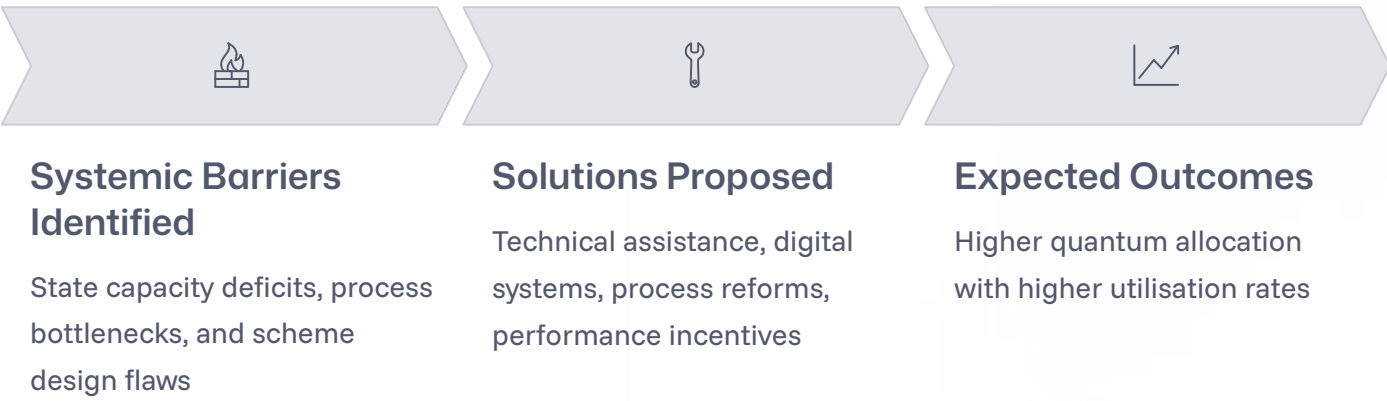 Systemic Barriers
Identified
State capacity deficits, process
bottlenecks, and scheme
design flaws
Solutions Proposed
Technical assistance, digital
systems, process reforms,
performance incentives
Expected Outcomes
Higher quantum allocation
with higher utilisation rates